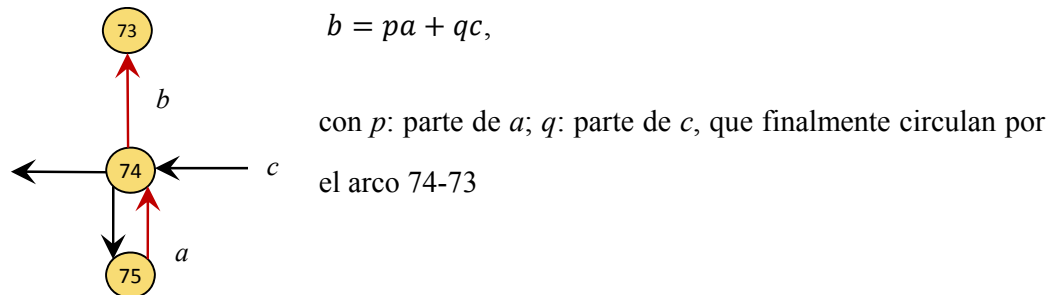 73
b = pa + qc,
b
con p: parte de a; q: parte de c, que finalmente circulan por
74
c
el arco 74-73
a
75